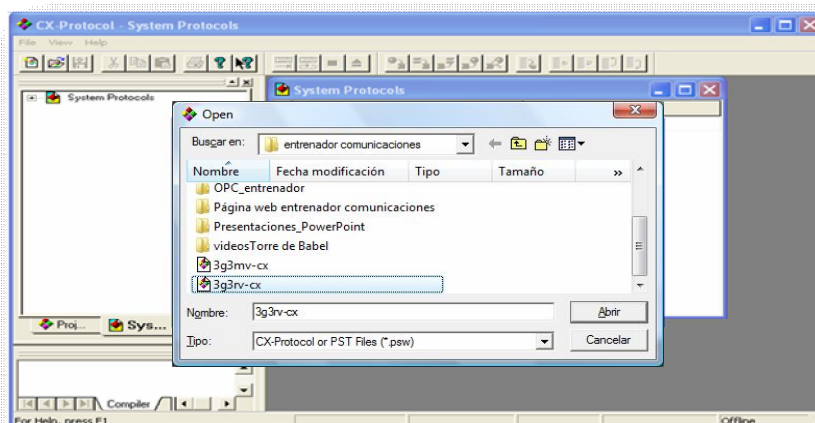 CX-Protocol - System Protocols
File View Help
System Protocols
System Protocols
Open
Buscar en: entrenador comunicaciones
Nombre Fecha modificación Tipo Tamaño »
OPC_entrenador
Página web entrenador comunicaciones
Presentaciones_PowerPoint
videosTorre de Babel
3g3mv-cx
3g3rv-cx
Nombre: 3g3rv-cx Abrir
Tipo: CX-Protocol or PST Files (*.psw) Cancelar
Proj... Sys...
Compiler
For Help, press F1 Offline